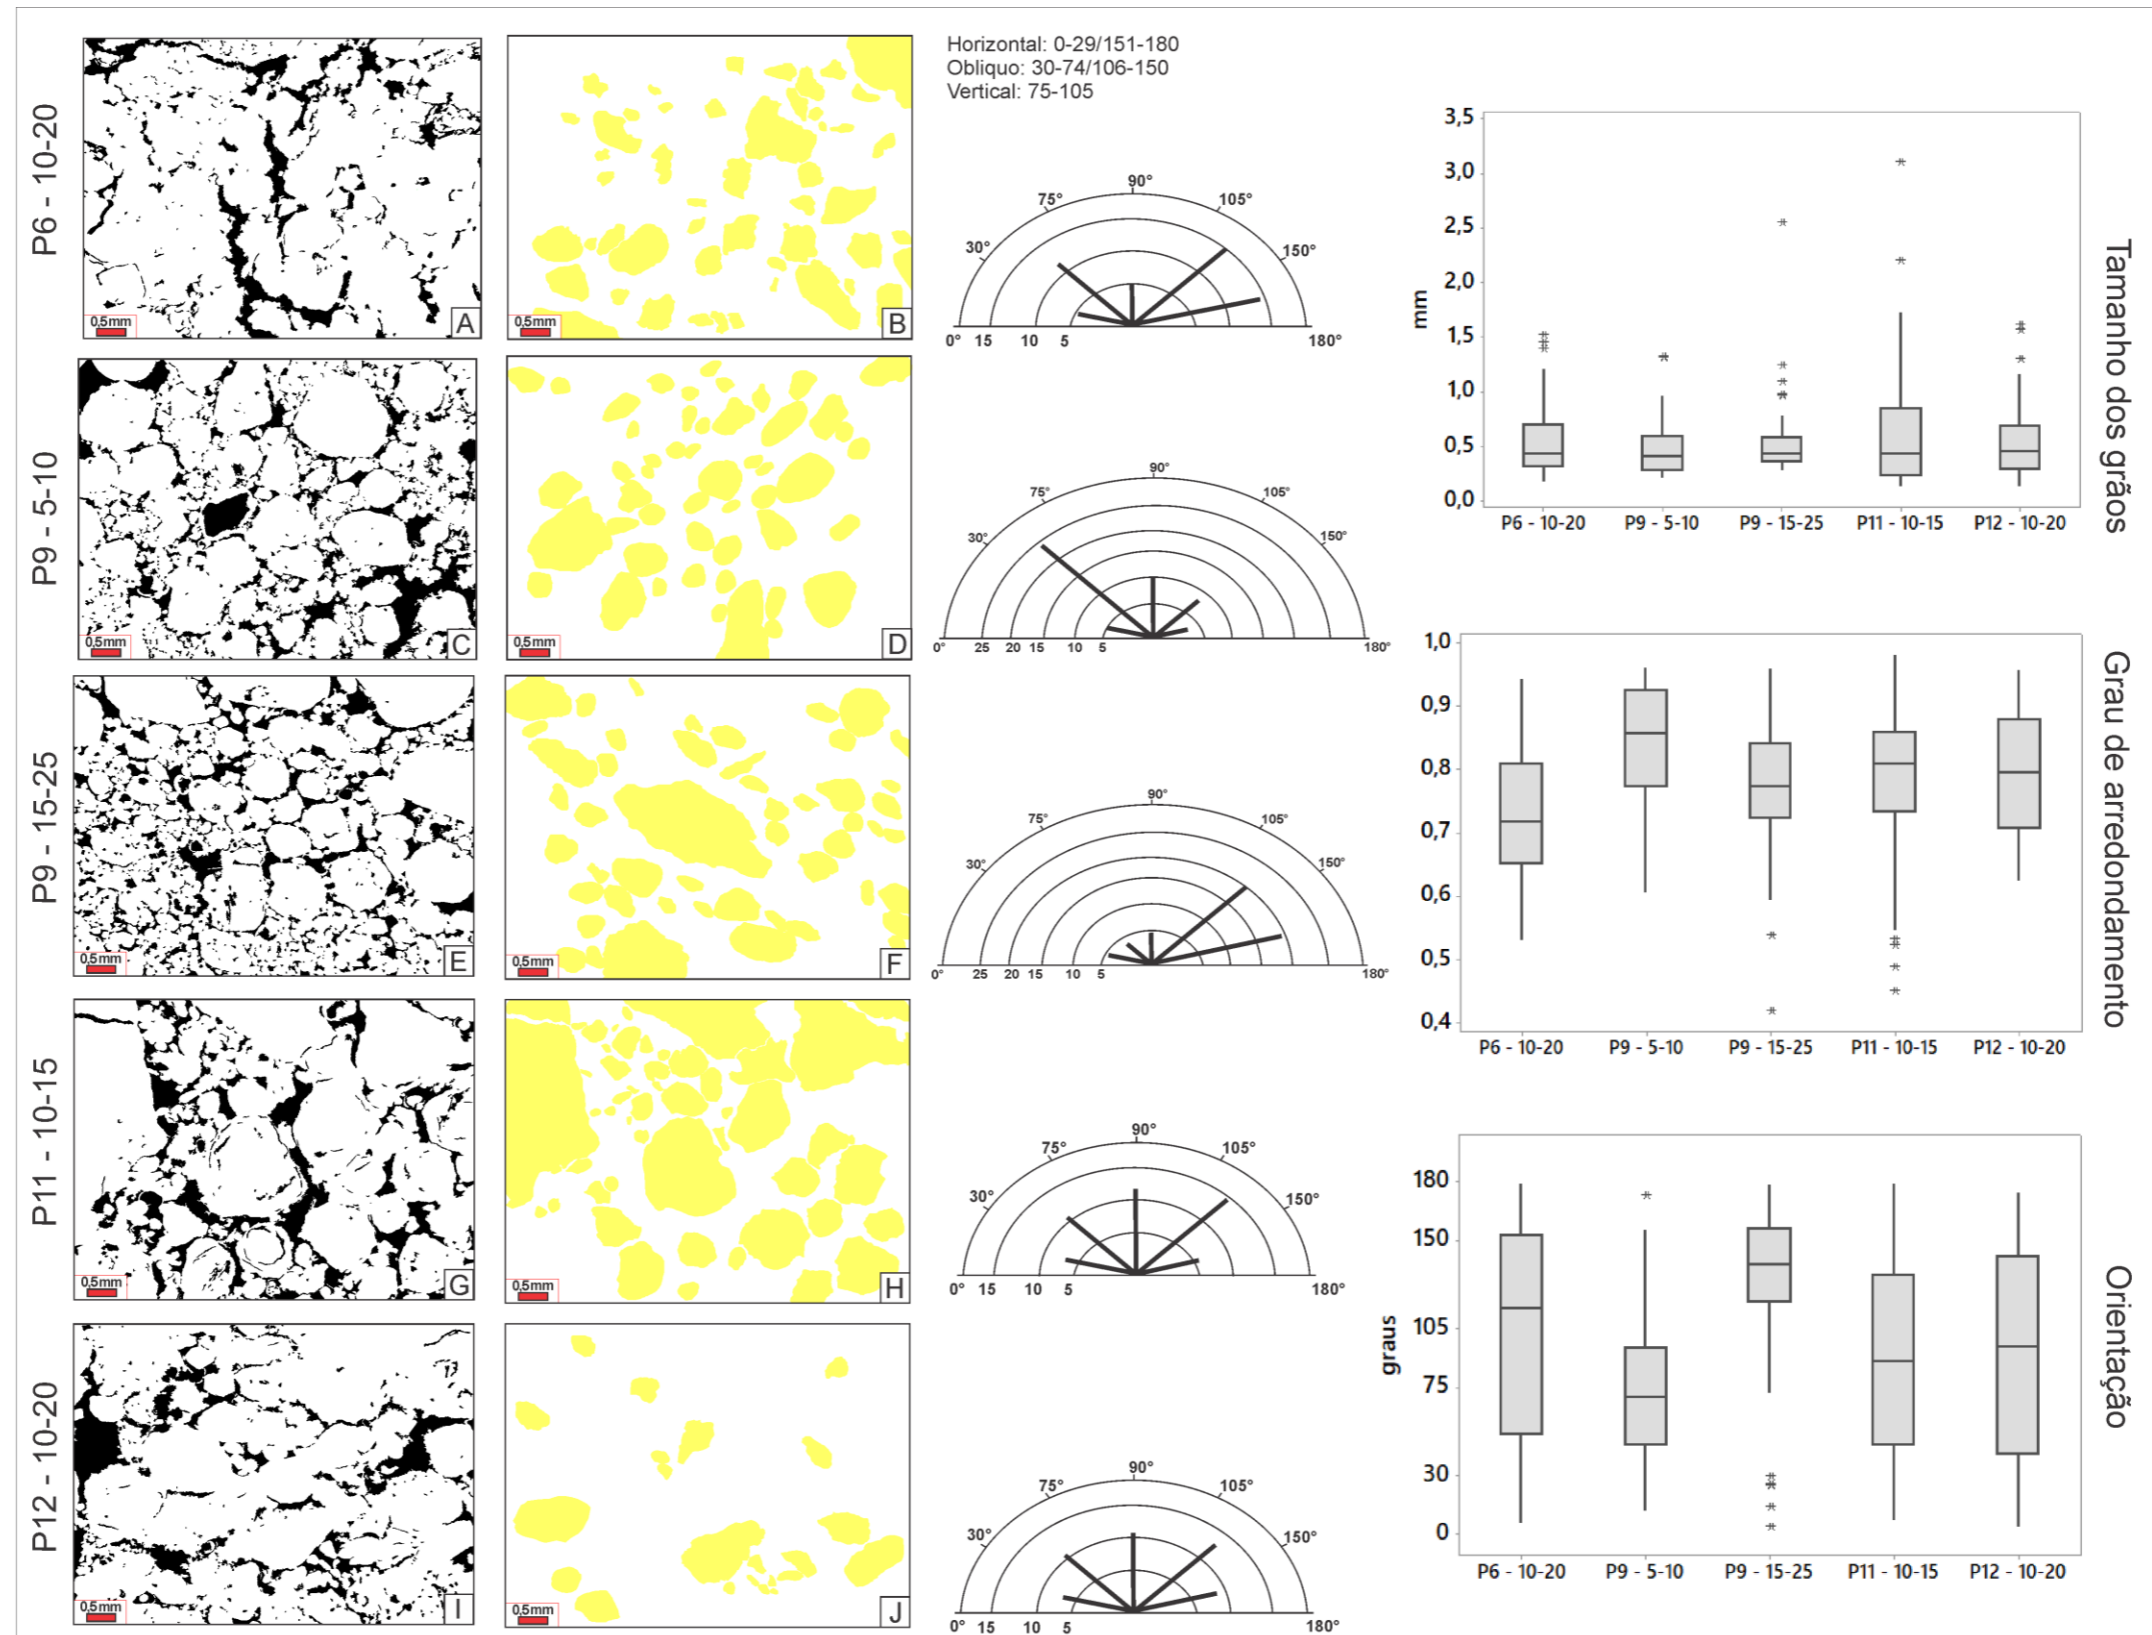 P6 - 10-20
0,5mm
A
0,5mm
B
Horizontal: 0-29/151-180
Obliquo: 30-74/106-150
Vertical: 75-105
90°
75°
105°
30°
150°
0° 15 10 5 180°
P9 - 5-10
0,5mm
C
0,5mm
D
90°
75°
105°
30°
150°
0° 25 20 15 10 5 180°
P9 - 15-25
0,5mm
E
0,5mm
F
90°
75°
105°
30°
150°
0° 25 20 15 10 5 180°
P11 - 10-15
0,5mm
G
0,5mm
H
90°
75°
105°
30°
150°
0° 15 10 5 180°
P12 - 10-20
0,5mm
I
0,5mm
J
90°
75°
105°
30°
150°
0° 15 10 5 180°
3,5
3,0
2,5
2,0
1,5
1,0
0,5
0,0
mm
P6 - 10-20 P9 - 5-10 P9 - 15-25 P11 - 10-15 P12 - 10-20
Tamanho dos grãos
1,0
0,9
0,8
0,7
0,6
0,5
0,4
P6 - 10-20 P9 - 5-10 P9 - 15-25 P11 - 10-15 P12 - 10-20
Grau de arredondamento
180
150
105
75
30
0
graus
P6 - 10-20 P9 - 5-10 P9 - 15-25 P11 - 10-15 P12 - 10-20
Orientação